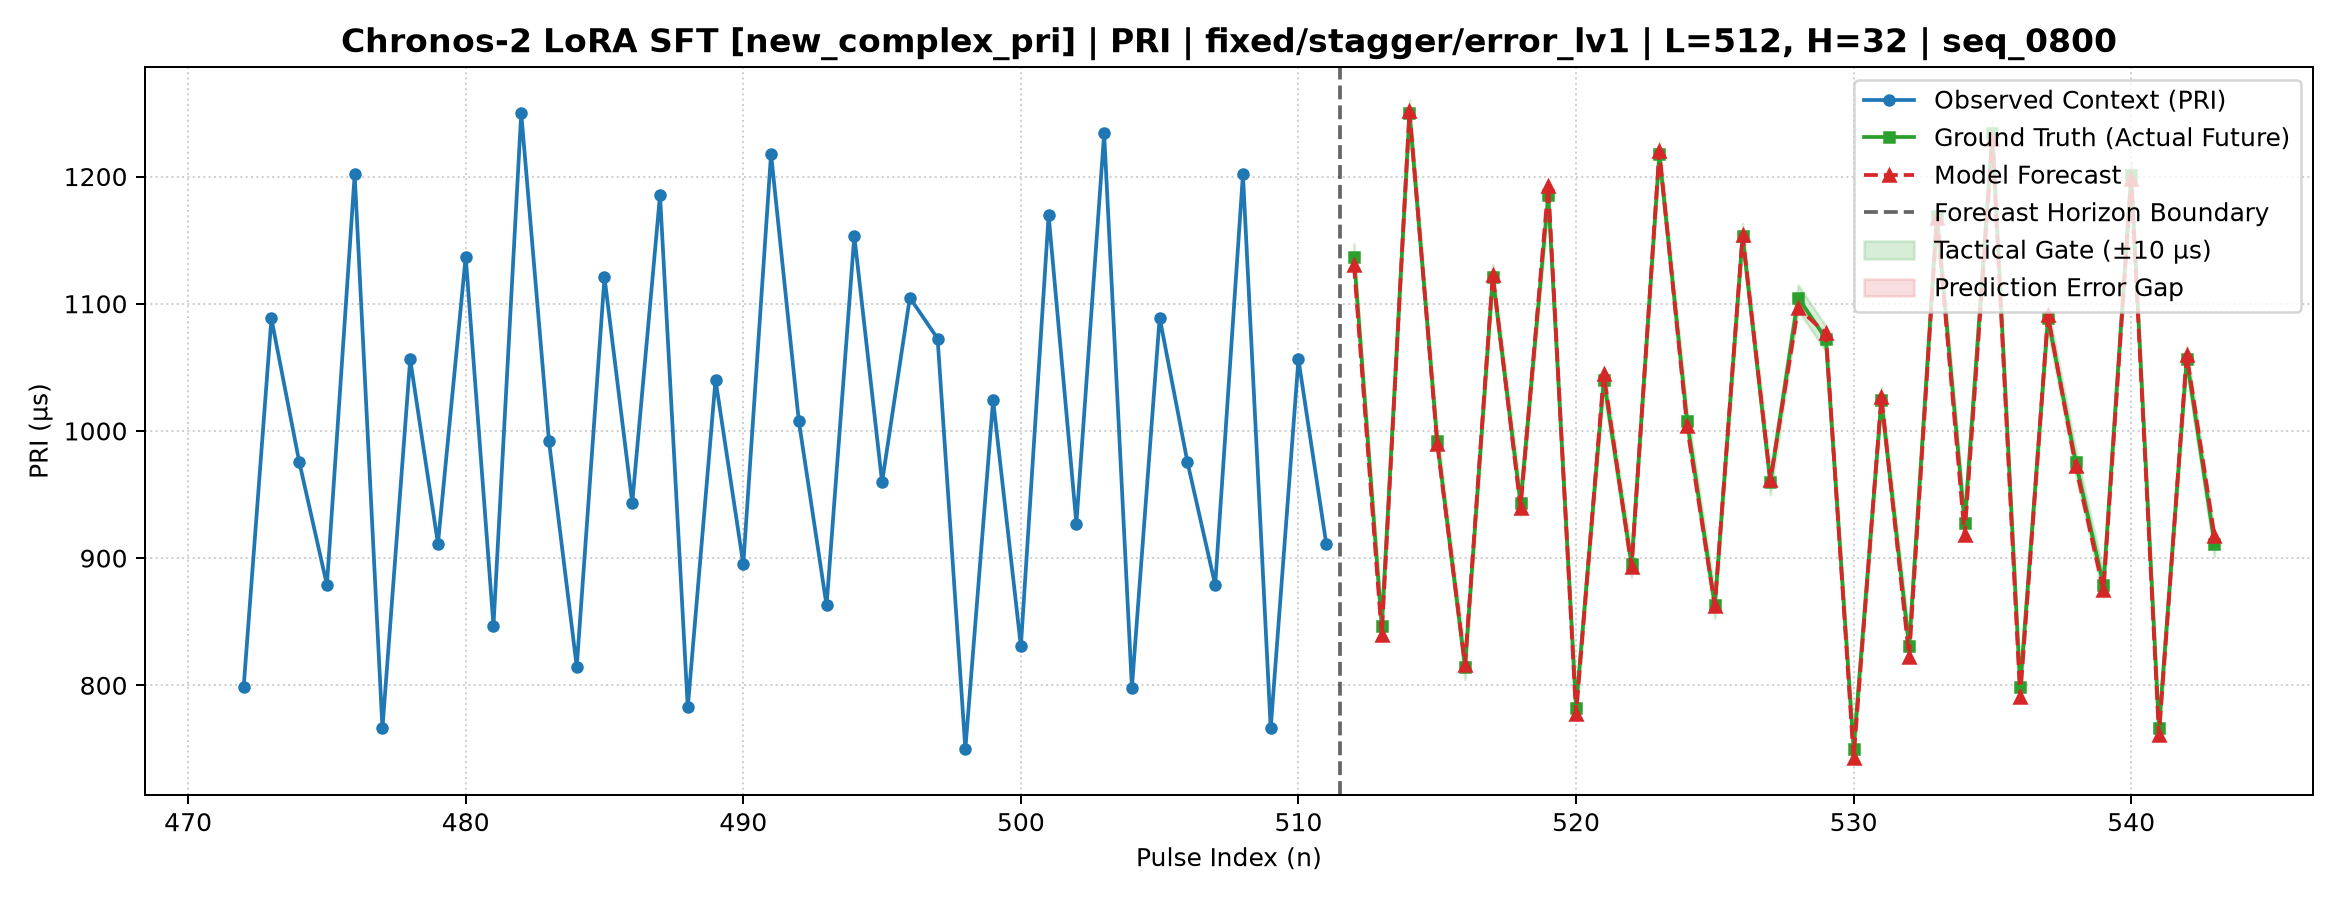 Chronos-2 LoRA SFT [new_complex_pri] | PRI | fixed/stagger/error_lv1 | L=512, H=32 | seq_0800
Observed Context (PRI)
Ground Truth (Actual Future)
Model Forecast
Forecast Horizon Boundary
Tactical Gate (±10 µs)
Prediction Error Gap
PRI (µs)
1200
1100
1000
900
800
470 480 490 500 510 520 530 540
Pulse Index (n)